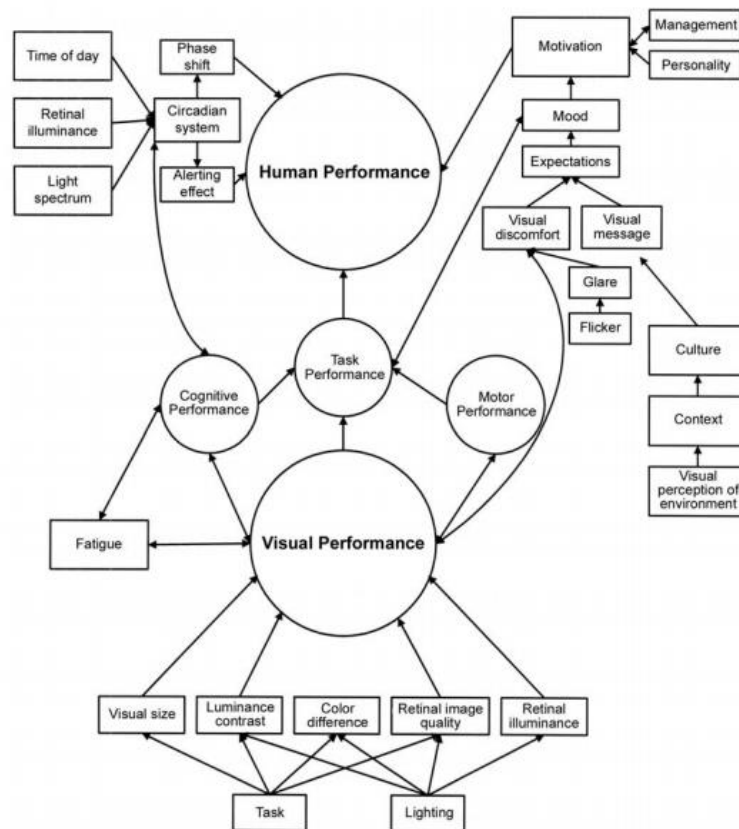 Time of day
Phase
shift
Motivation
Management
Personality
Retinal
illuminance
Circadian
system
Mood
Human Performance
Expectations
Light
spectrum
Alerting
effect
Visual
discomfort
Visual
message
Glare
Flicker
Task
Performance
Culture
Cognitive
Performance
Motor
Performance
Context
Visual
perception of
environment
Fatigue
Visual Performance
Visual size
Luminance
contrast
Color
difference
Retinal image
quality
Retinal
illuminance
Task
Lighting